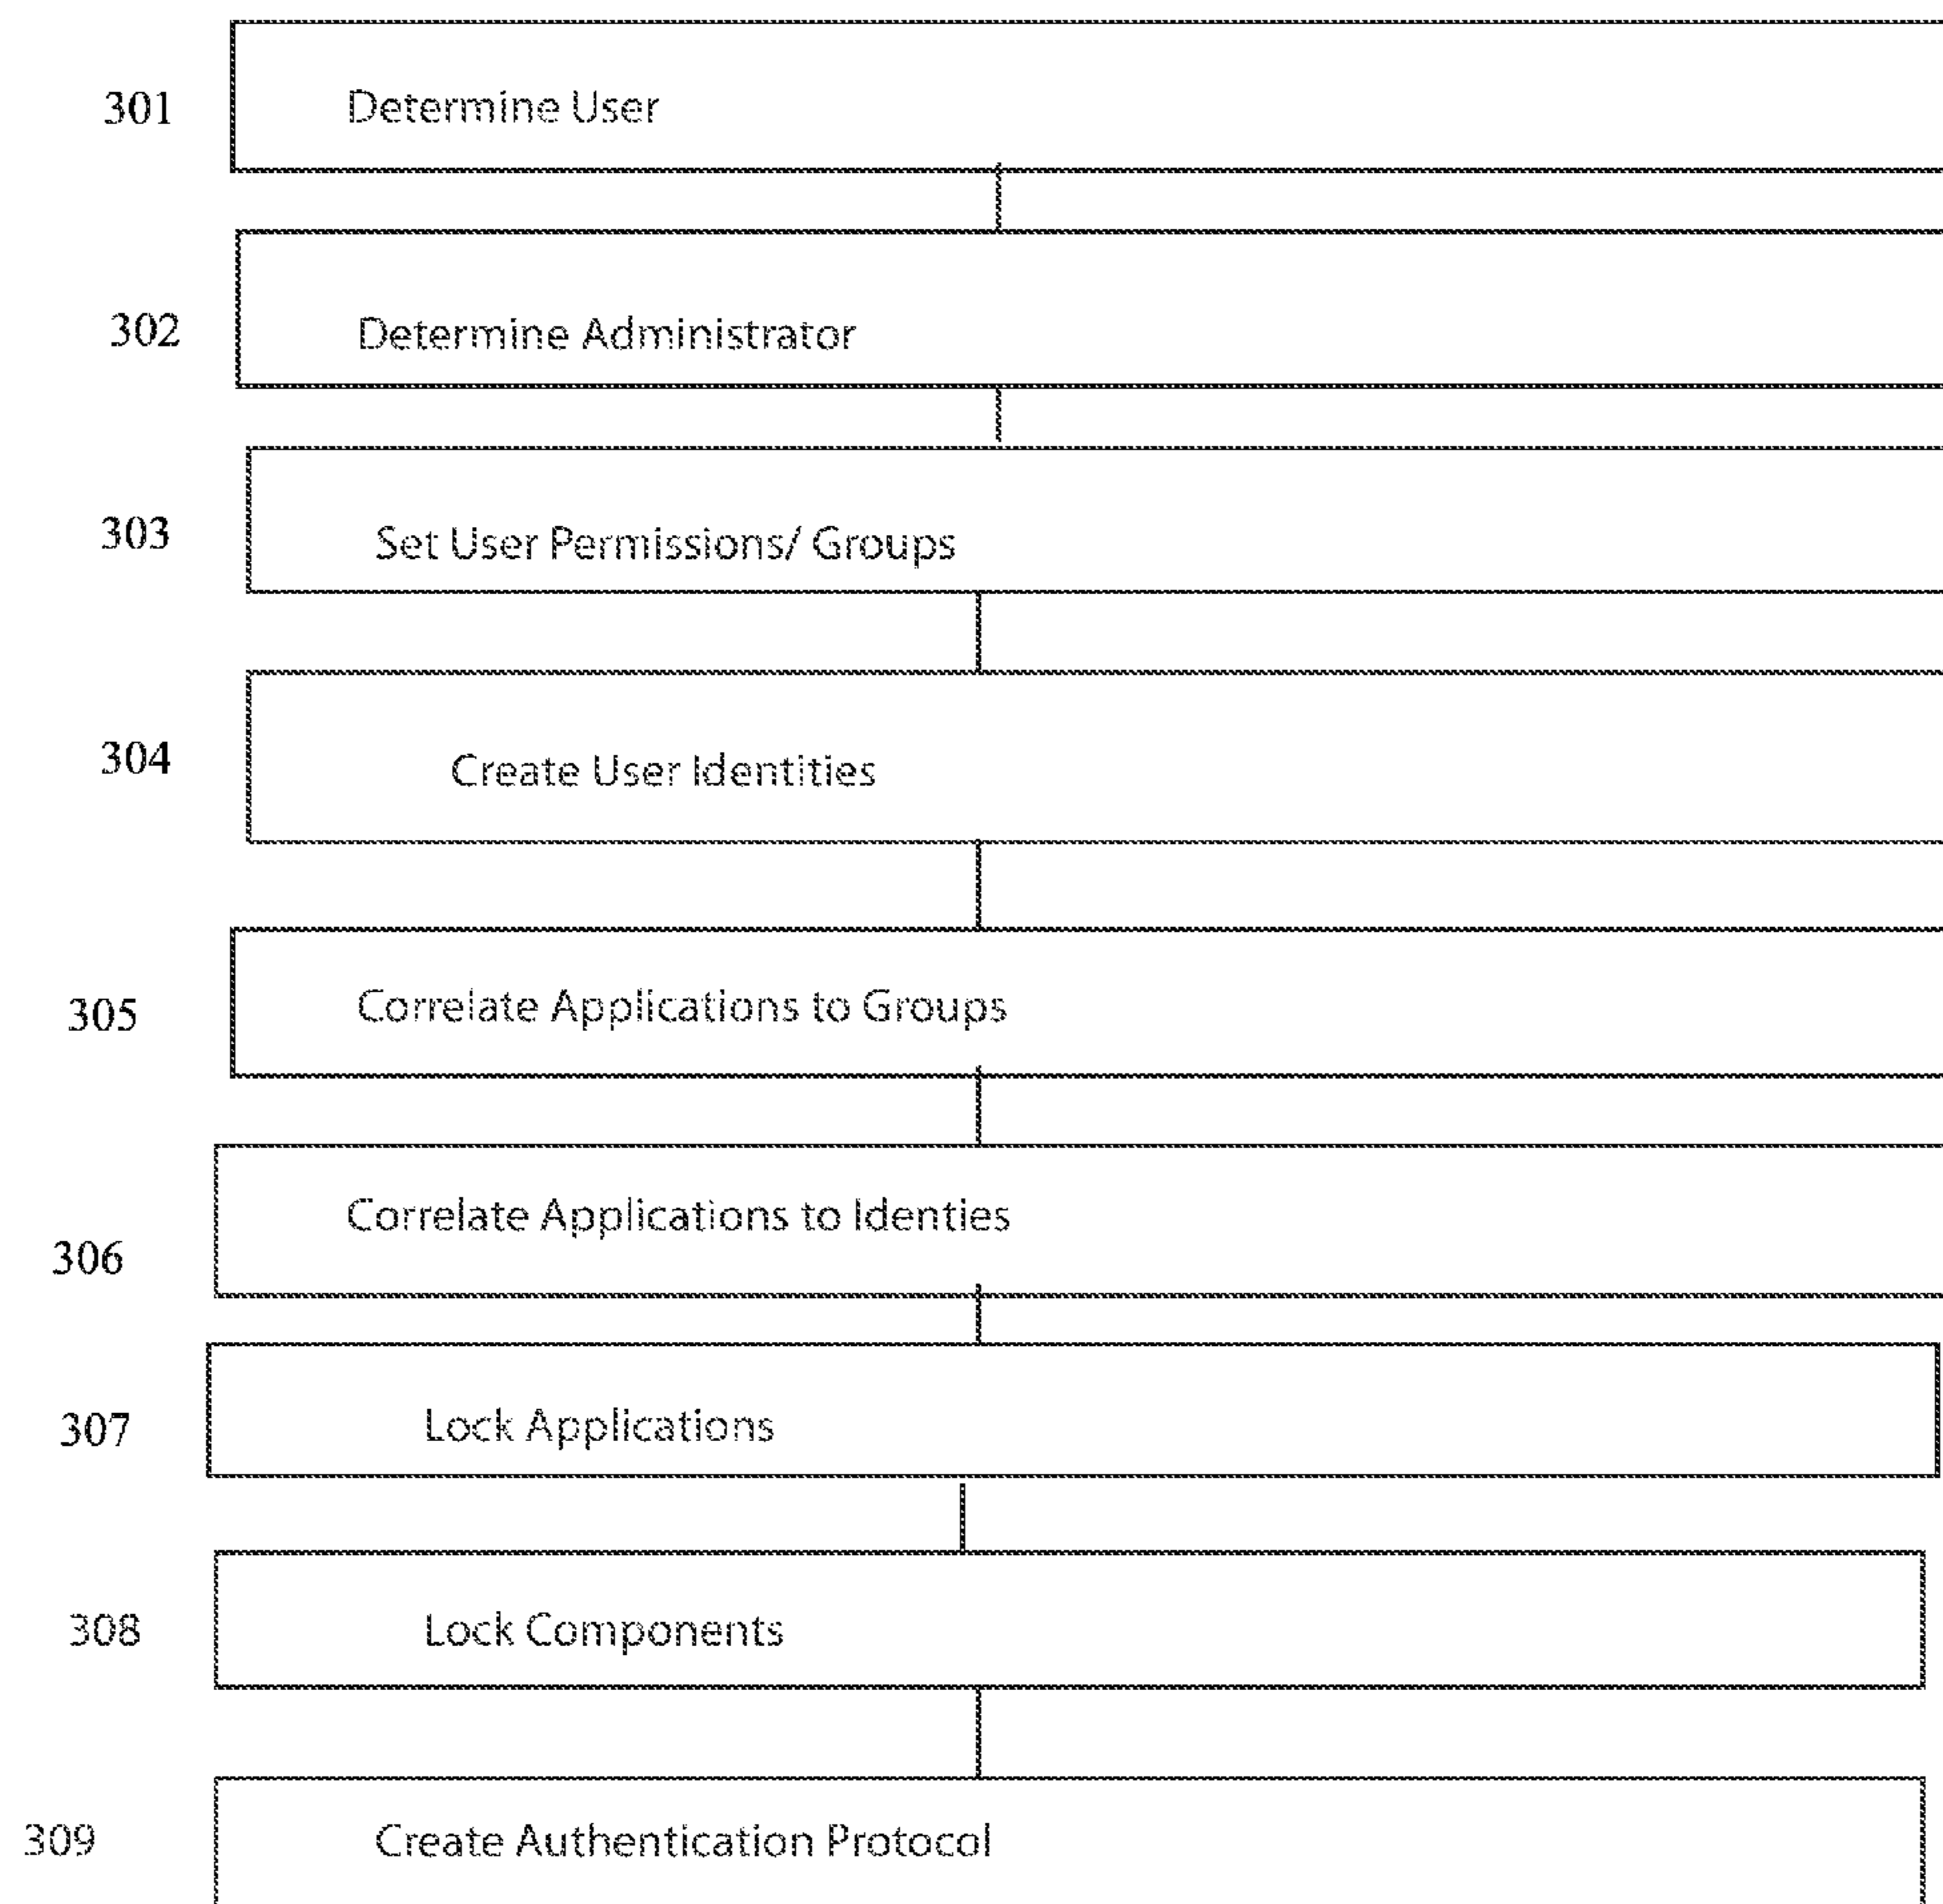 301 Determine User
302 Determine Administrator
303 Set User Permissions/ Groups
304 Create User Identities
305 Correlate Applications to Groups
306 Correlate Applications to Identies
307 Lock Applications
308 Lock Components
309 Create Authentication Protocol